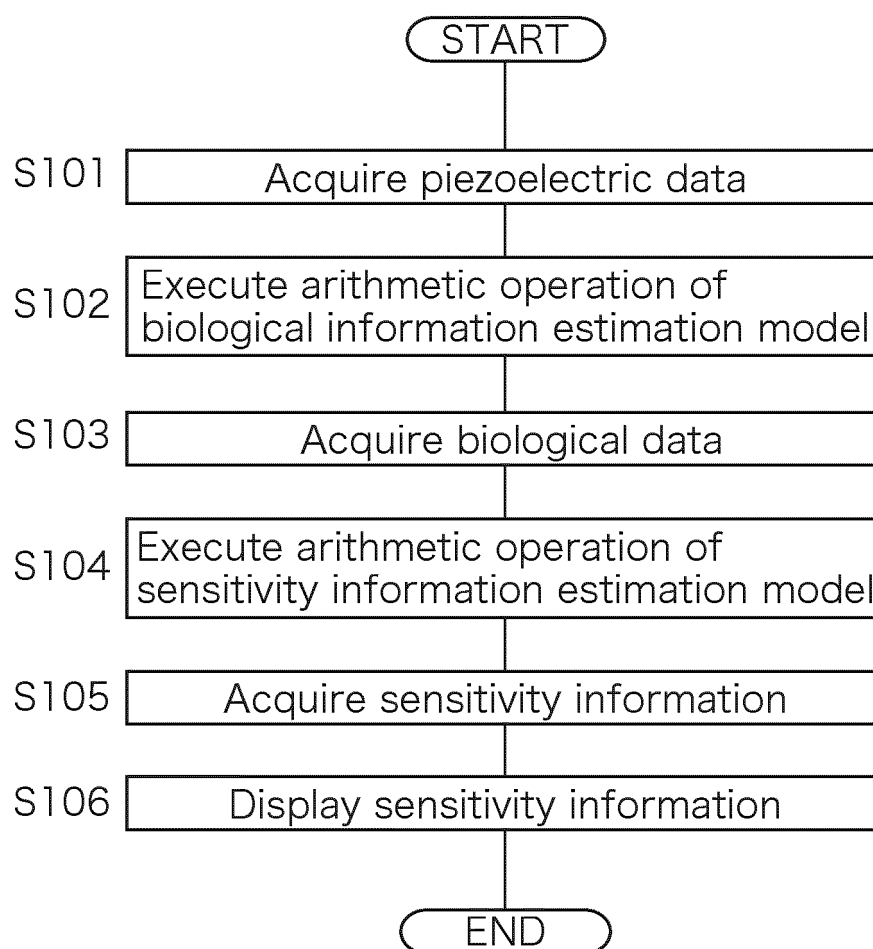 START
S101
Acquire piezoelectric data
S102
Execute arithmetic operation of
biological information estimation model
S103
Acquire biological data
S104
Execute arithmetic operation of
sensitivity information estimation model
S105
Acquire sensitivity information
S106
Display sensitivity information
END